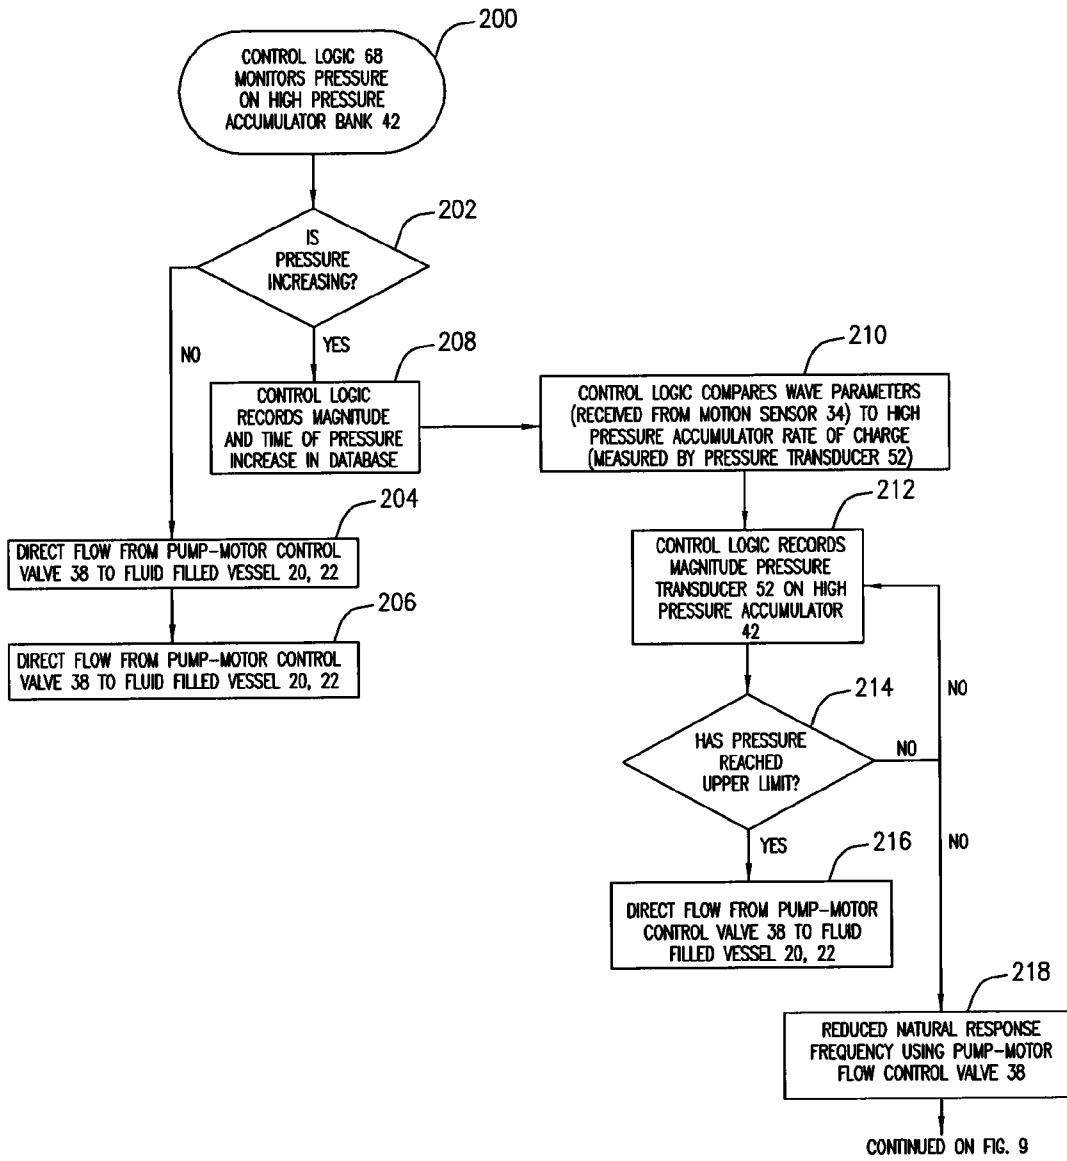 200
CONTROL LOGIC 68
MONITORS PRESSURE
ON HIGH PRESSURE
ACCUMULATOR BANK 42
202
IS
PRESSURE
INCREASING?
NO
YES
208
CONTROL LOGIC
RECORDS MAGNITUDE
AND TIME OF PRESSURE
INCREASE IN DATABASE
210
CONTROL LOGIC COMPARES WAVE PARAMETERS
(RECEIVED FROM MOTION SENSOR 34) TO HIGH
PRESSURE ACCUMULATOR RATE OF CHARGE
(MEASURED BY PRESSURE TRANSDUCER 52)
204
DIRECT FLOW FROM PUMP-MOTOR CONTROL
VALVE 38 TO FLUID FILLED VESSEL 20, 22
206
DIRECT FLOW FROM PUMP-MOTOR CONTROL
VALVE 38 TO FLUID FILLED VESSEL 20, 22
212
CONTROL LOGIC RECORDS
MAGNITUDE PRESSURE
TRANSDUCER 52 ON HIGH
PRESSURE ACCUMULATOR
42
214
HAS PRESSURE
REACHED
UPPER LIMIT?
NO
NO
NO
YES
216
DIRECT FLOW FROM PUMP-MOTOR
CONTROL VALVE 38 TO FLUID
FILLED VESSEL 20, 22
218
REDUCED NATURAL RESPONSE
FREQUENCY USING PUMP-MOTOR
FLOW CONTROL VALVE 38
CONTINUED ON FIG. 9